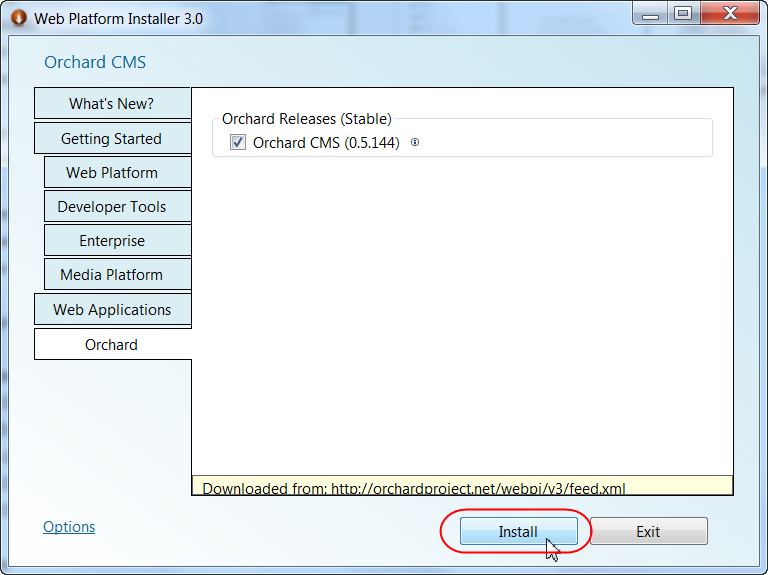 Web Platform Installer 3.0
Orchard CMS
What's New?
Getting Started
Web Platform
Developer Tools
Enterprise
Media Platform
Web Applications
Orchard
Orchard Releases (Stable)
Orchard CMS (0.5.144)
Downloaded from: http://orchardproject.net/webpi/v3/feed.xml
Options
Install
Exit